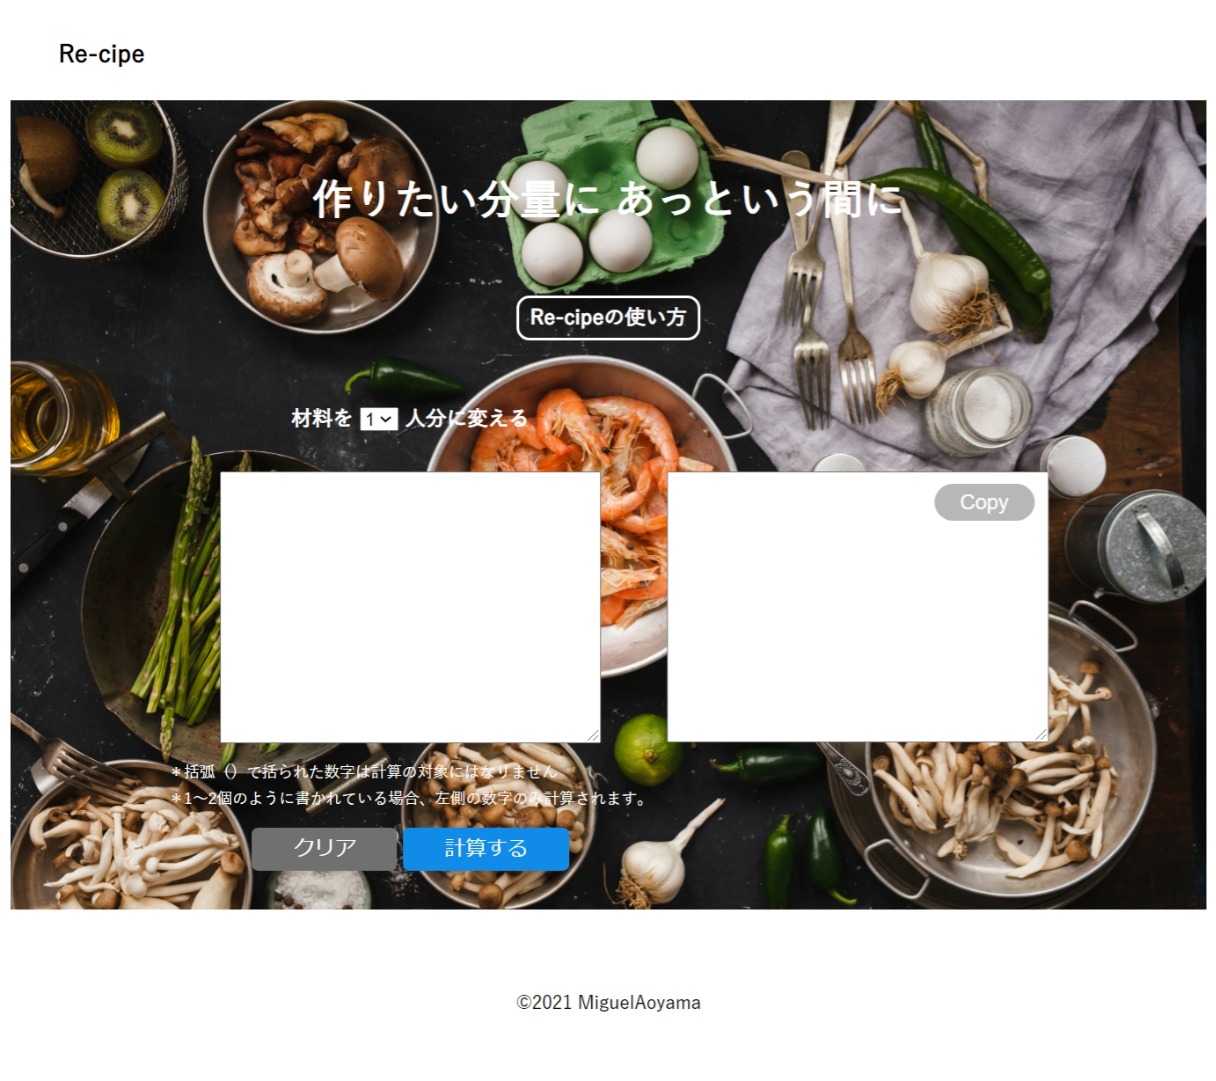 Re-cipe
作りたい分量に あっという間に
Re-cipeの使い方
材料を 1 人分に変える
Copy
＊括弧（）で括られた数字は計算の対象にはなりません
＊1～2個のように書かれている場合、左側の数字のみ計算されます。
クリア 計算する
©2021 MiguelAoyama